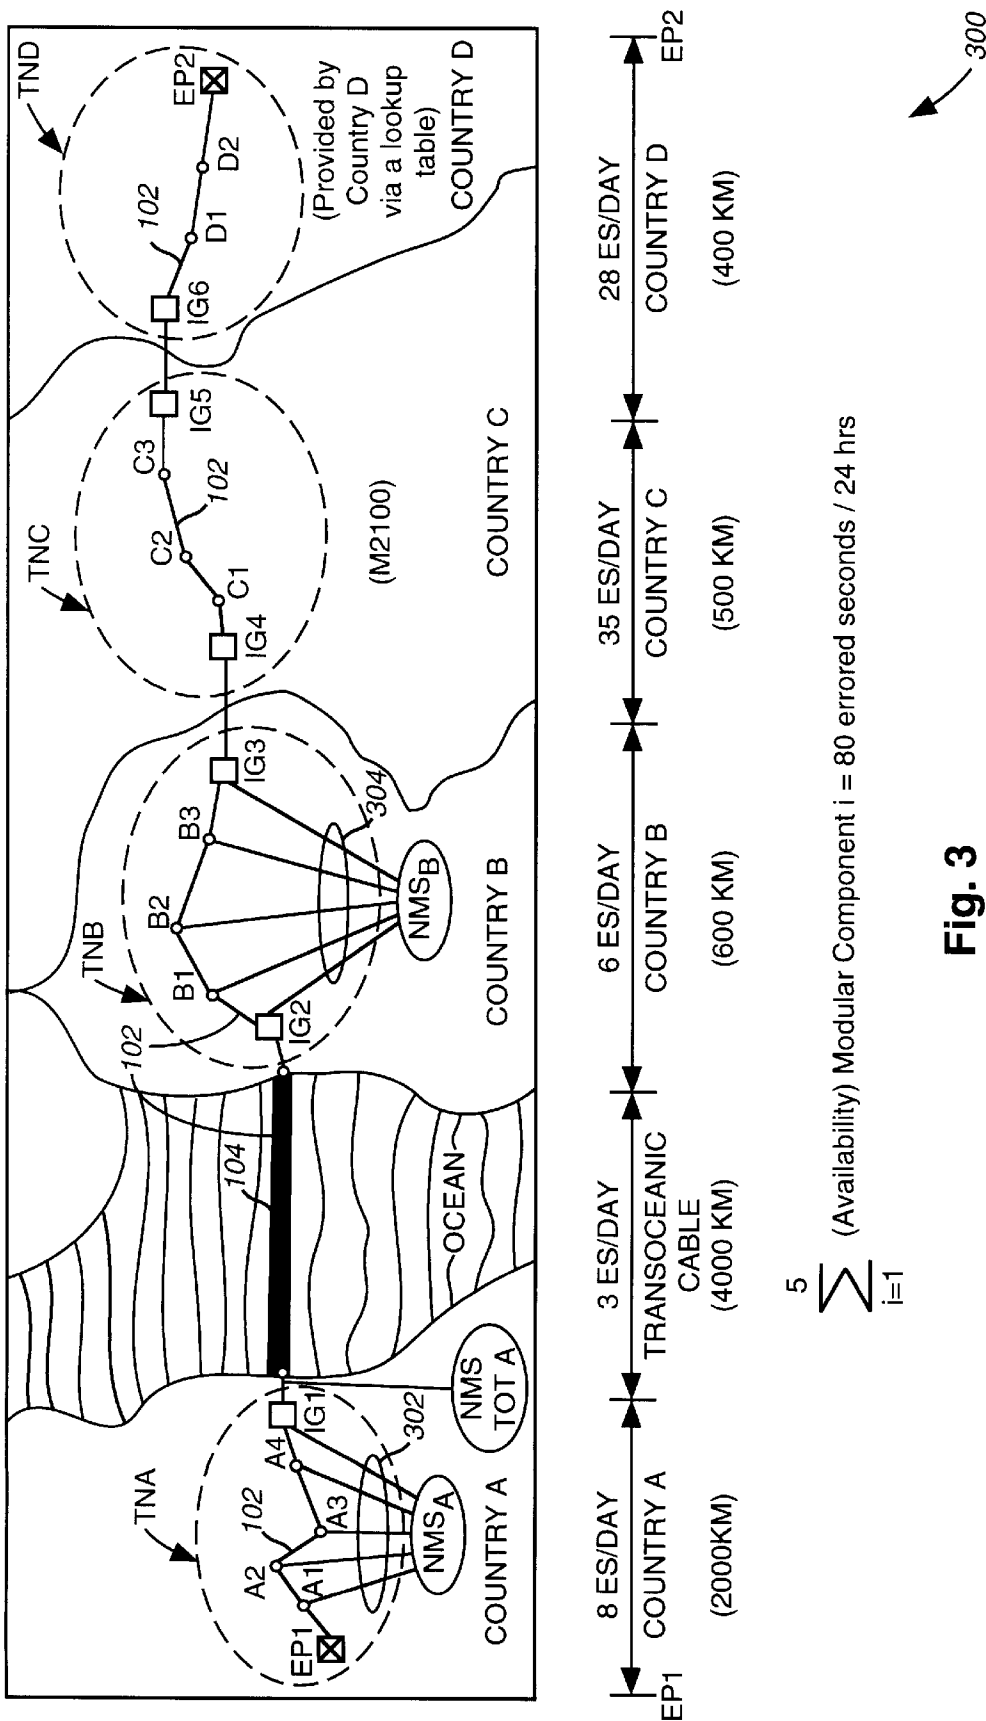 TNA
TNB
TNC
TND
EP1
A1
A2
102
A3
A4
IG1
302
NMSA
NMS
TOT A
COUNTRY A
104
OCEAN
102
IG2
B1
B2
B3
IG3
304
NMSB
COUNTRY B
IG4
C1
C2
102
C3
IG5
(M2100)
COUNTRY C
IG6
102
D1
D2
EP2
(Provided by
Country D
via a lookup
table)
COUNTRY D
EP1
8 ES/DAY
COUNTRY A
(2000KM)
3 ES/DAY
TRANSOCEANIC
CABLE
(4000 KM)
6 ES/DAY
COUNTRY B
(600 KM)
35 ES/DAY
COUNTRY C
(500 KM)
28 ES/DAY
COUNTRY D
(400 KM)
EP2
5
∑ (Availability) Modular Component i = 80 errored seconds / 24 hrs
i=1
Fig. 3
300